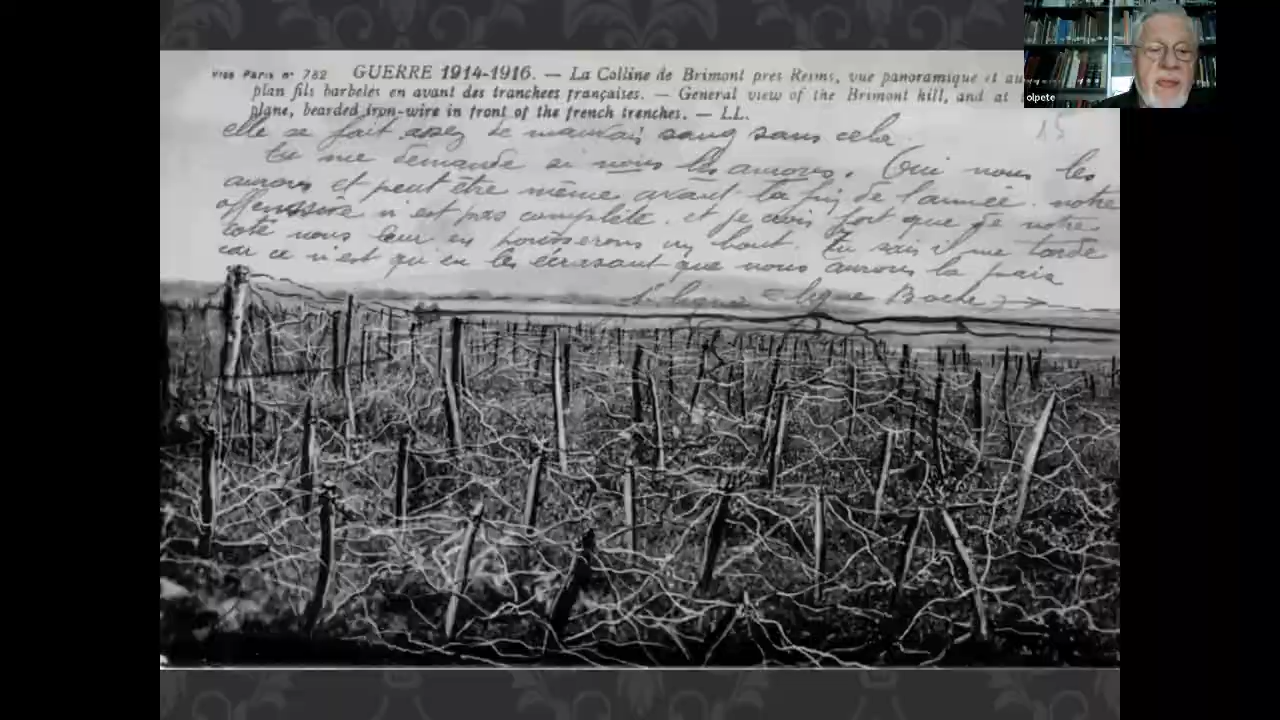 Visé Paris n° 782 GUERRE 1914-1916. — La Colline de Brimont près Reims, vue panoramique et au
plan fils barbelés en avant des tranchées françaises. — General view of the Brimont hill, and at
plane, bearded iron-wire in front of the french trenches. — LL.
elle se fait assez de mauvais sang sans cela.
15
Tu me demande si nous les aurons. Oui nous les
aurons et peut être même avant la fin de l'année. notre
offensive n'est pas complète. et je crois fort que de notre
coté nous leur en pousserons un bout. Tu sais il me tarde
car ce n'est qu'en les écrasant que nous aurons la paix
Boche
olpete